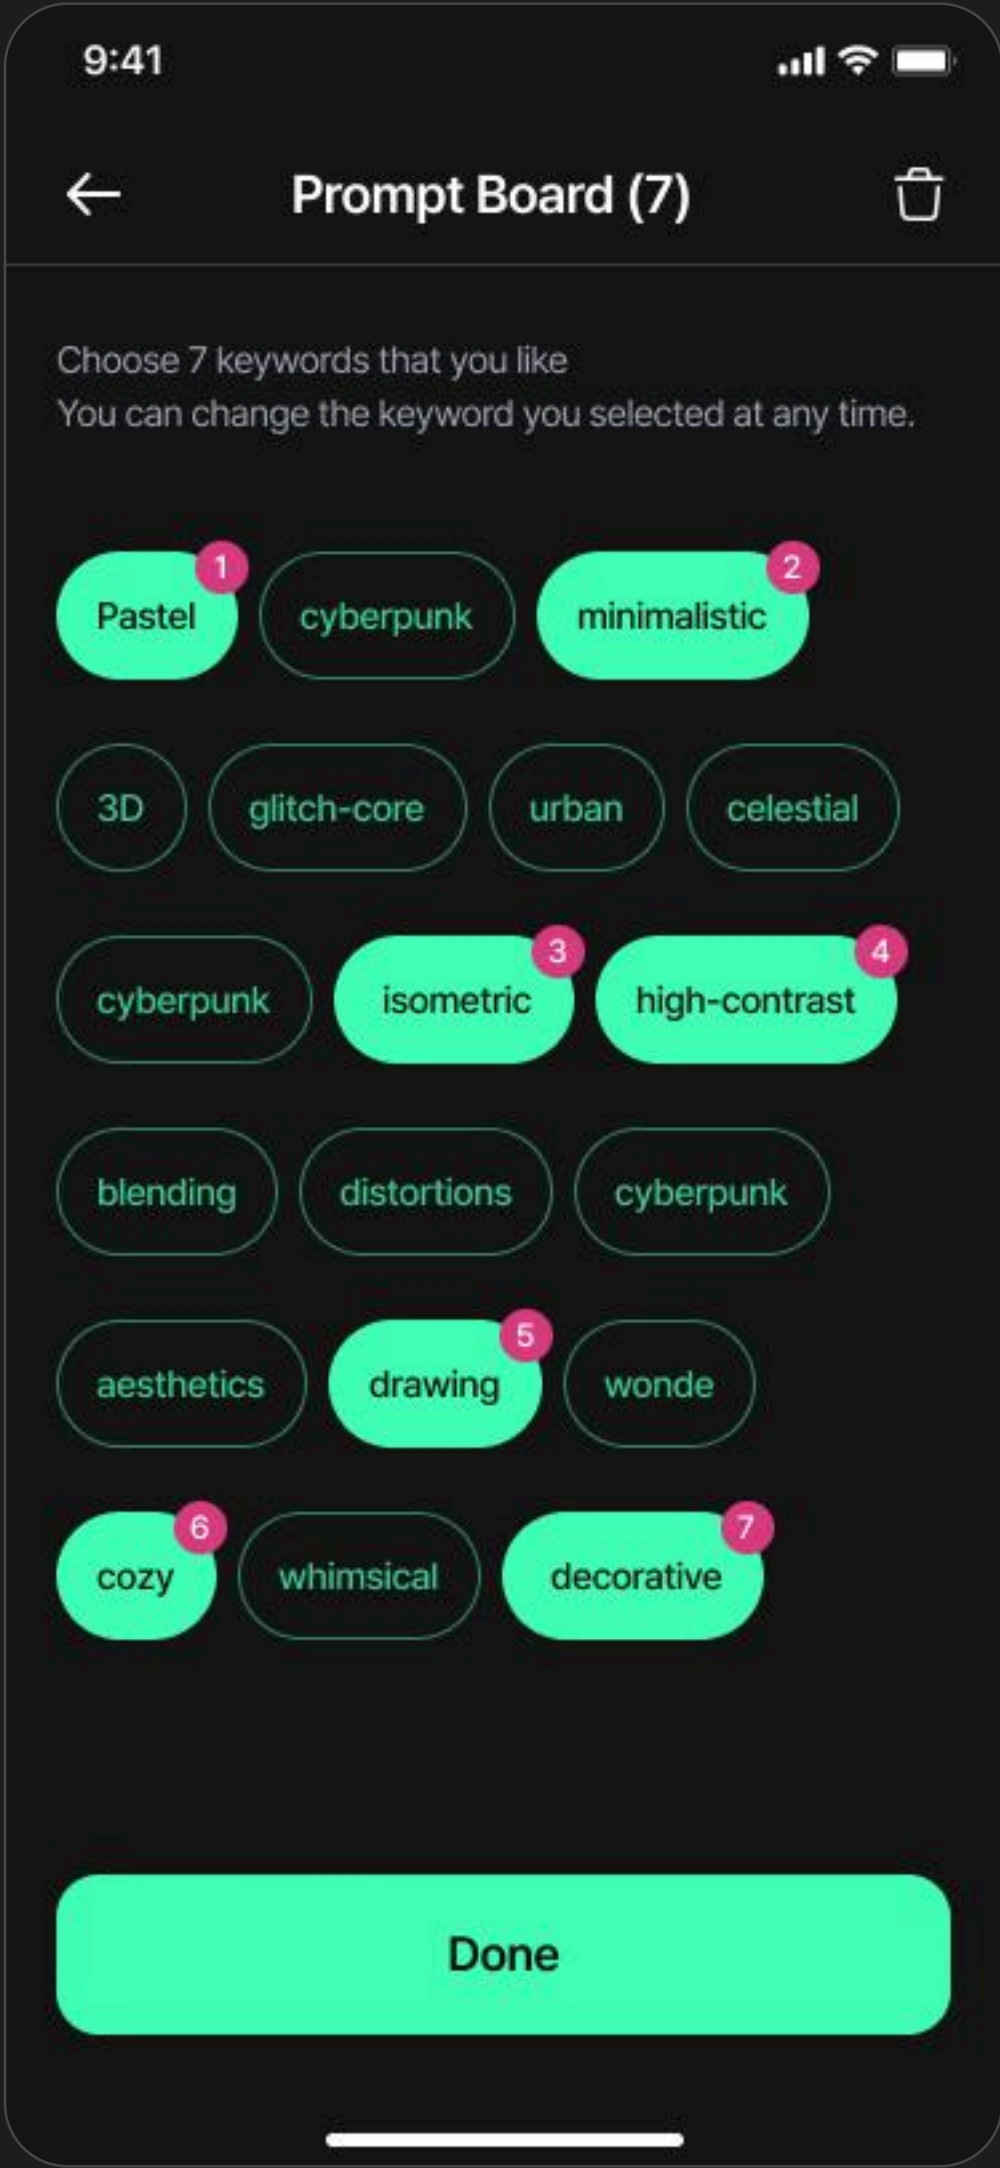 9:41
Prompt Board (7)
Choose 7 keywords that you like
You can change the keyword you selected at any time.
1 2
Pastel cyberpunk minimalistic
3D glitch-core urban celestial
3 4
cyberpunk isometric high-contrast
blending distortions cyberpunk
5
aesthetics drawing wonde
6 7
cozy whimsical decorative
Done